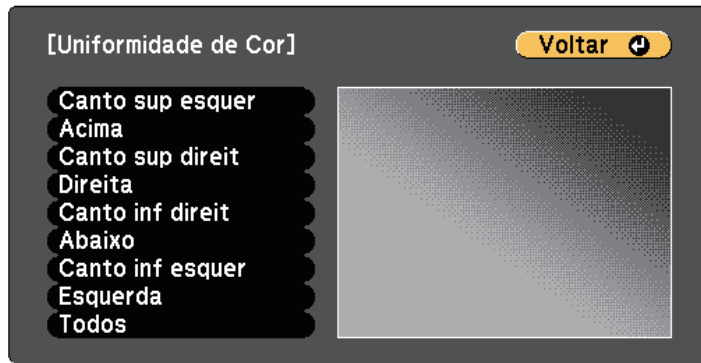 [Uniformidade de Cor]
Voltar
Canto sup esquer
Acima
Canto sup direit
Direita
Canto inf direit
Abaixo
Canto inf esquer
Esquerda
Todos